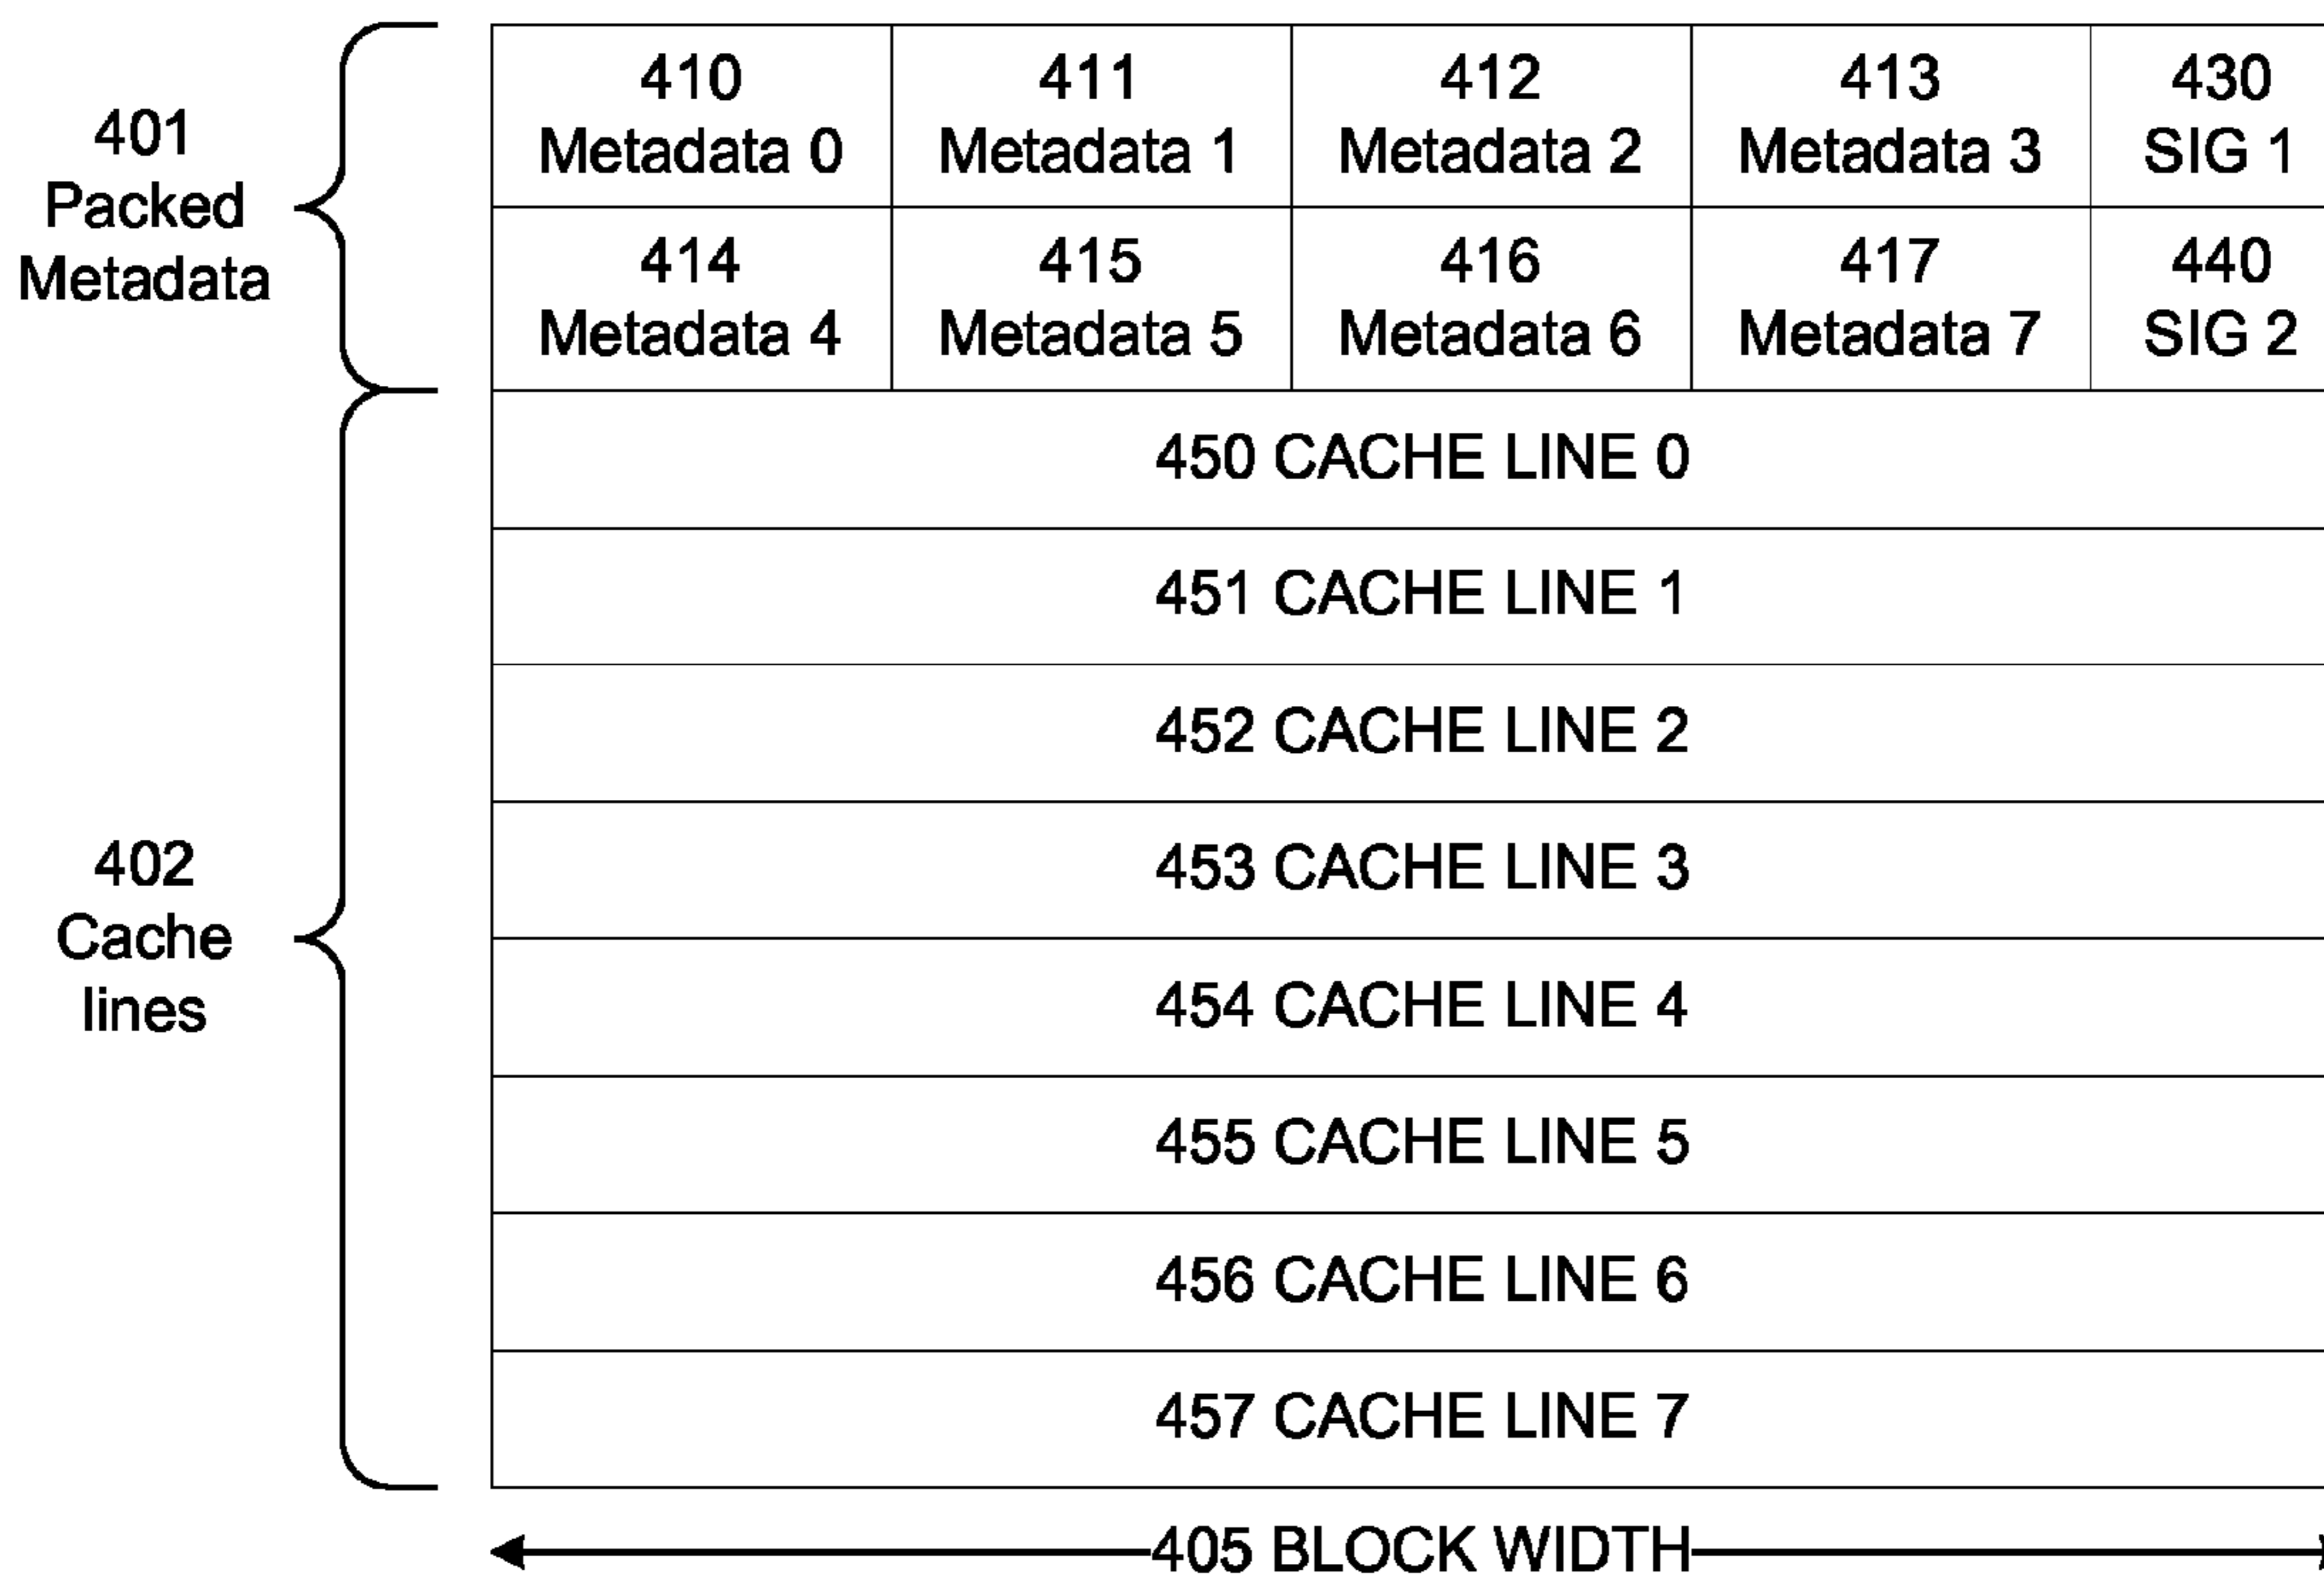 401
Packed
Metadata
410
Metadata 0
411
Metadata 1
412
Metadata 2
413
Metadata 3
430
SIG 1
414
Metadata 4
415
Metadata 5
416
Metadata 6
417
Metadata 7
440
SIG 2
402
Cache
lines
450 CACHE LINE 0
451 CACHE LINE 1
452 CACHE LINE 2
453 CACHE LINE 3
454 CACHE LINE 4
455 CACHE LINE 5
456 CACHE LINE 6
457 CACHE LINE 7
405 BLOCK WIDTH